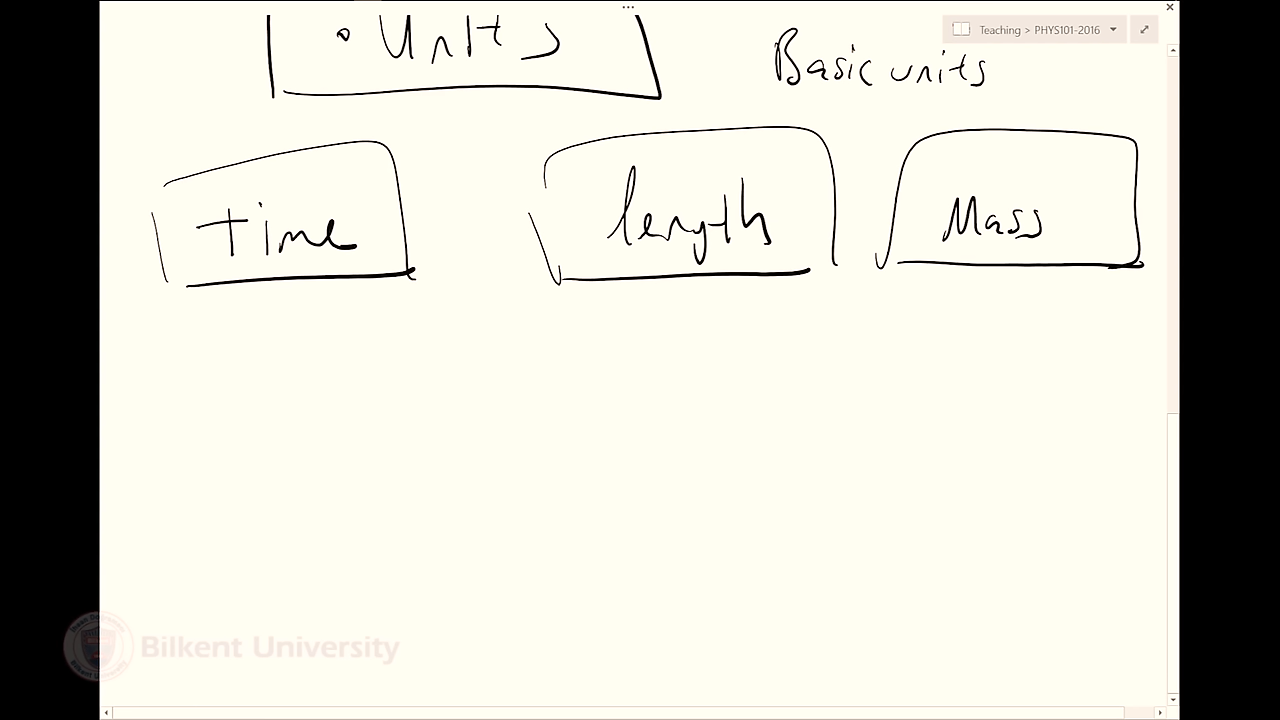 Teaching > PHYS101-2016
• Units
Basic units
time
length
Mass
Bilkent University